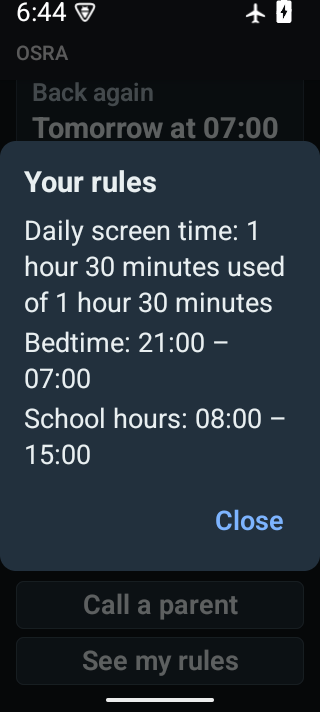 6:44
OSRA
Back again
Tomorrow at 07:00
Your rules
Daily screen time: 1
hour 30 minutes used
of 1 hour 30 minutes
Bedtime: 21:00 –
07:00
School hours: 08:00 –
15:00
Close
Call a parent
See my rules